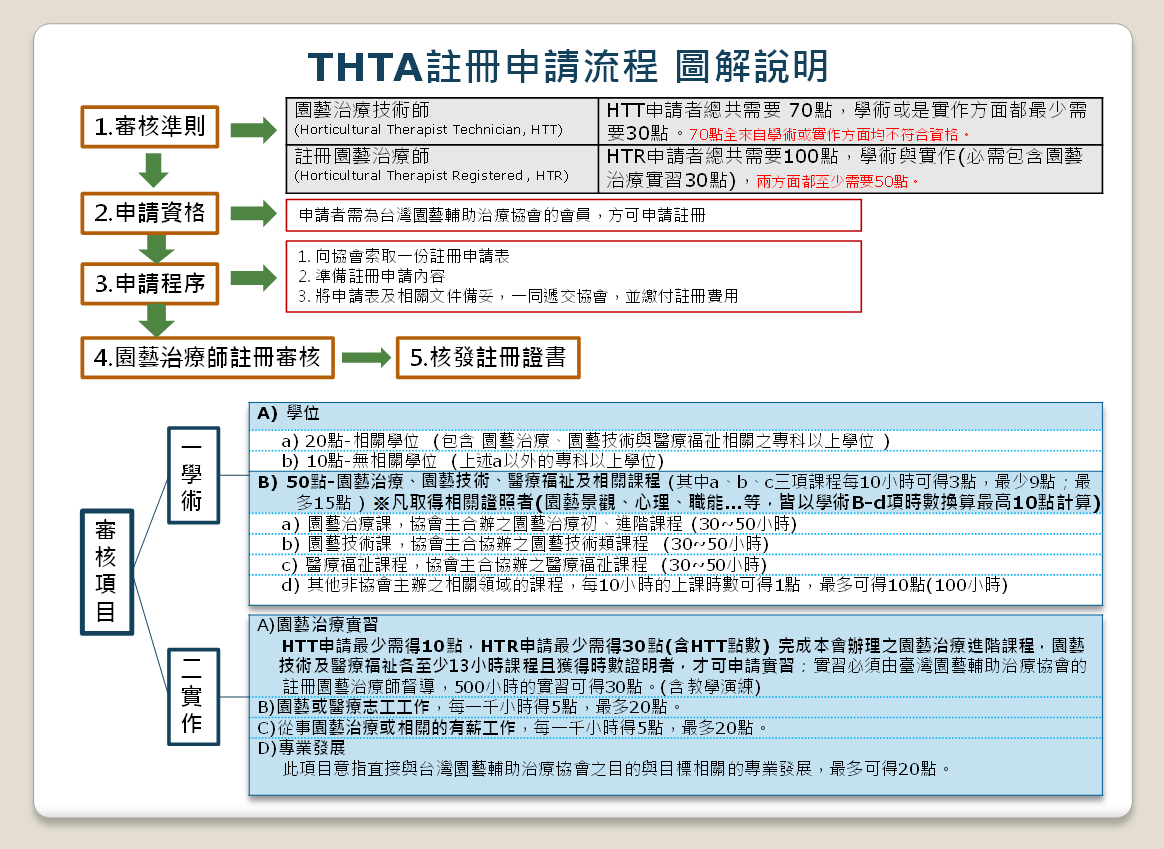 THTA註冊申請流程 圖解說明
1.審核準則
園藝治療技術師
(Horticultural Therapist Technician, HTT)
HTT申請者總共需要 70點，學術或是實作方面都最少需
要30點。70點全來自學術或實作方面均不符合資格。
註冊園藝治療師
(Horticultural Therapist Registered , HTR)
HTR申請者總共需要100點，學術與實作(必需包含園藝
治療實習30點)，兩方面都至少需要50點。
2.申請資格
申請者需為台灣園藝輔助治療協會的會員，方可申請註冊
3.申請程序
1. 向協會索取一份註冊申請表
2. 準備註冊申請內容
3. 將申請表及相關文件備妥，一同遞交協會，並繳付註冊費用
4.園藝治療師註冊審核
5.核發註冊證書
審核項目
一學術
A) 學位
a) 20點-相關學位 (包含 園藝治療、園藝技術與醫療福祉相關之專科以上學位 )
b) 10點-無相關學位 (上述a以外的專科以上學位)
B) 50點-園藝治療、園藝技術、醫療福祉及相關課程 (其中a、b、c三項課程每10小時可得3點，最少9點；最
多15點 ) ※凡取得相關證照者(園藝景觀、心理、職能…等，皆以學術B–d項時數換算最高10點計算)
a) 園藝治療課，協會主合辦之園藝治療初、進階課程 (30~50小時)
b) 園藝技術課，協會主合協辦之園藝技術類課程 (30~50小時)
c) 醫療福祉課程，協會主合協辦之醫療福祉課程 (30~50小時)
d) 其他非協會主辦之相關領域的課程，每10小時的上課時數可得1點，最多可得10點(100小時)
二實作
A)園藝治療實習
HTT申請最少需得10點，HTR申請最少需得30點(含HTT點數) 完成本會辦理之園藝治療進階課程，園藝
技術及醫療福祉各至少13小時課程且獲得時數證明者，才可申請實習：實習必須由臺灣園藝輔助治療協會的
註冊園藝治療師督導，500小時的實習可得30點。(含教學演練)
B)園藝或醫療志工工作，每一千小時得5點，最多20點。
C)從事園藝治療或相關的有薪工作，每一千小時得5點，最多20點。
D)專業發展
此項目意指直接與台灣園藝輔助治療協會之目的與目標相關的專業發展，最多可得20點。